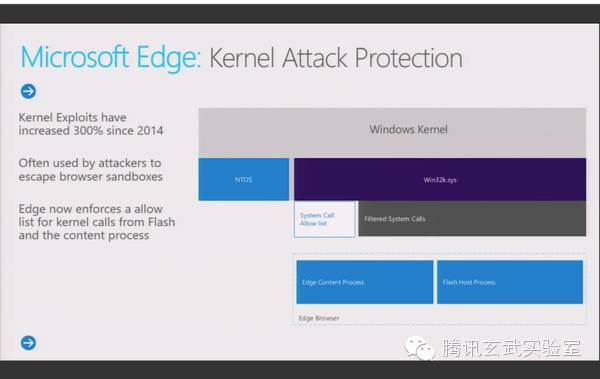 Microsoft Edge: Kernel Attack Protection
Kernel Exploits have
increased 300% since 2014
Often used by attackers to
escape browser sandboxes
Edge now enforces a allow
list for kernel calls from Flash
and the content process
Windows Kernel
NTOS
Win32k.sys
System Call
Allow list
Filtered System Calls
Edge Content Process
Flash Host Process
Edge Browser
腾讯玄武实验室